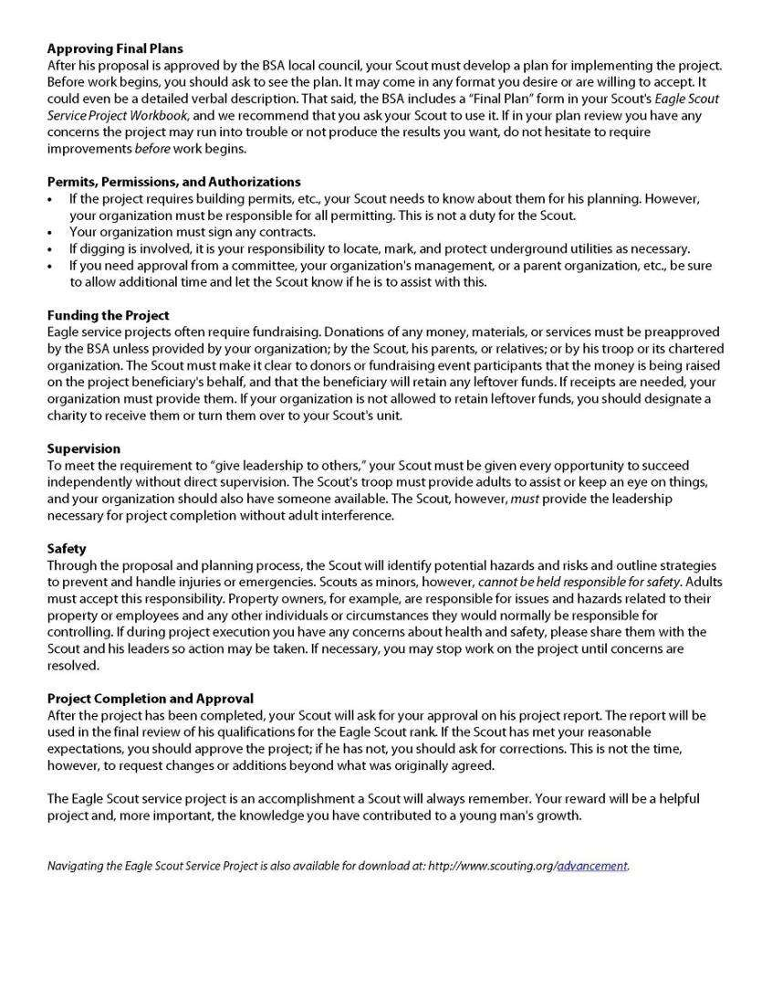 Approving Final Plans
After his proposal is approved by the BSA local council, your Scout must develop a plan for implementing the project.
Before work begins, you should ask to see the plan. It may come in any format you desire or are willing to accept. It
could even be a detailed verbal description. That said, the BSA includes a “Final Plan” form in your Scout's Eagle Scout
Service Project Workbook, and we recommend that you ask your Scout to use it. If in your plan review you have any
concerns the project may run into trouble or not produce the results you want, do not hesitate to require
improvements before work begins.
Permits, Permissions, and Authorizations
• If the project requires building permits, etc., your Scout needs to know about them for his planning. However,
your organization must be responsible for all permitting. This is not a duty for the Scout.
• Your organization must sign any contracts.
• If digging is involved, it is your responsibility to locate, mark, and protect underground utilities as necessary.
• If you need approval from a committee, your organization's management, or a parent organization, etc., be sure
to allow additional time and let the Scout know if he is to assist with this.
Funding the Project
Eagle service projects often require fundraising. Donations of any money, materials, or services must be preapproved
by the BSA unless provided by your organization; by the Scout, his parents, or relatives; or by his troop or its chartered
organization. The Scout must make it clear to donors or fundraising event participants that the money is being raised
on the project beneficiary's behalf, and that the beneficiary will retain any leftover funds. If receipts are needed, your
organization must provide them. If your organization is not allowed to retain leftover funds, you should designate a
charity to receive them or turn them over to your Scout's unit.
Supervision
To meet the requirement to “give leadership to others,” your Scout must be given every opportunity to succeed
independently without direct supervision. The Scout's troop must provide adults to assist or keep an eye on things,
and your organization should also have someone available. The Scout, however, must provide the leadership
necessary for project completion without adult interference.
Safety
Through the proposal and planning process, the Scout will identify potential hazards and risks and outline strategies
to prevent and handle injuries or emergencies. Scouts as minors, however, cannot be held responsible for safety. Adults
must accept this responsibility. Property owners, for example, are responsible for issues and hazards related to their
property or employees and any other individuals or circumstances they would normally be responsible for
controlling. If during project execution you have any concerns about health and safety, please share them with the
Scout and his leaders so action may be taken. If necessary, you may stop work on the project until concerns are
resolved.
Project Completion and Approval
After the project has been completed, your Scout will ask for your approval on his project report. The report will be
used in the final review of his qualifications for the Eagle Scout rank. If the Scout has met your reasonable
expectations, you should approve the project; if he has not, you should ask for corrections. This is not the time,
however, to request changes or additions beyond what was originally agreed.
The Eagle Scout service project is an accomplishment a Scout will always remember. Your reward will be a helpful
project and, more important, the knowledge you have contributed to a young man's growth.
Navigating the Eagle Scout Service Project is also available for download at: http://www.scouting.org/advancement.